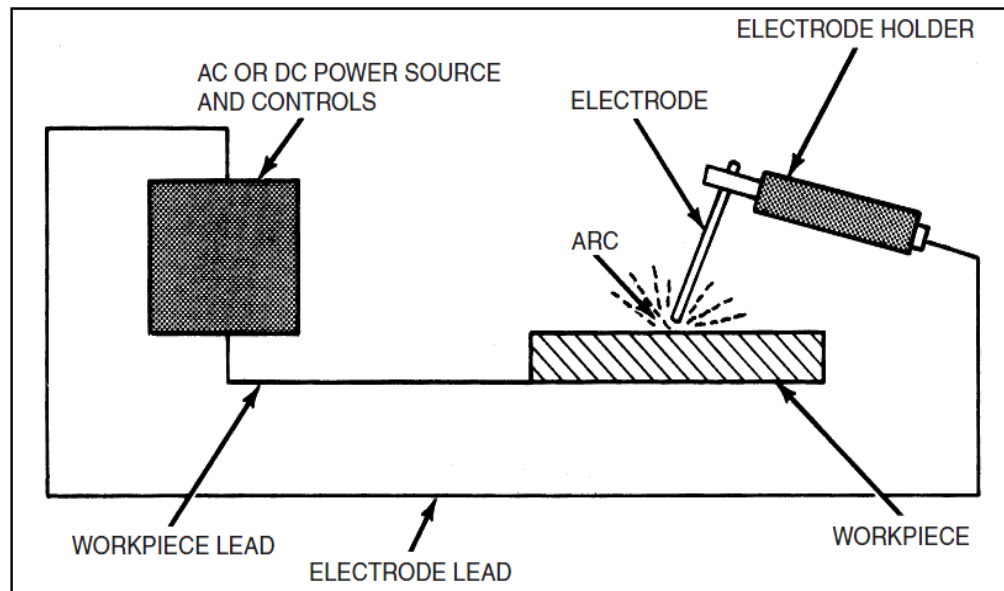 ELECTRODE HOLDER
AC OR DC POWER SOURCE
AND CONTROLS
ELECTRODE
ARC
WORKPIECE LEAD
ELECTRODE LEAD
WORKPIECE